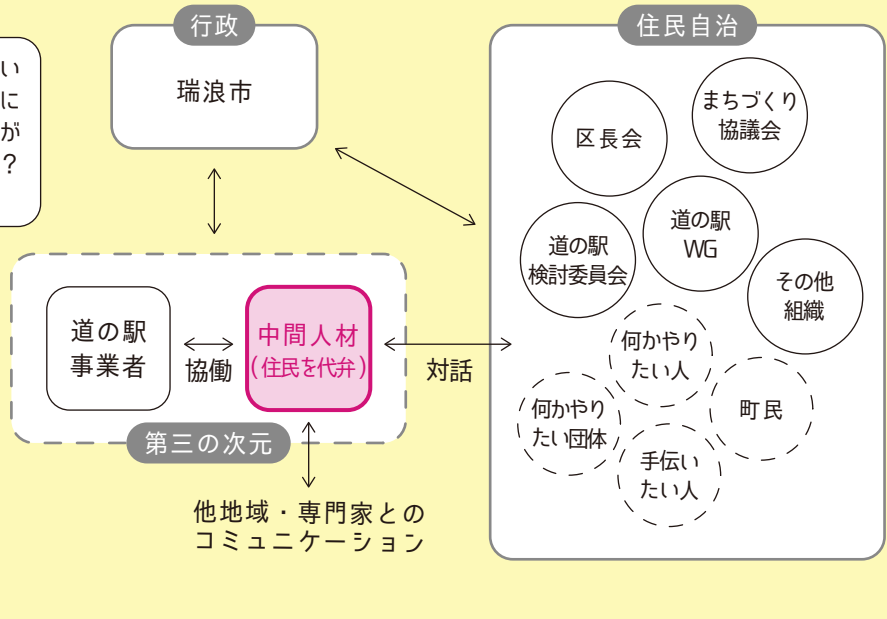 い
に
が
?
行政
瑞浪市
住民自治
区長会
まちづくり
協議会
道の駅
検討委員会
道の駅
WG
その他
組織
何かやり
たい人
何かやり
たい団体
町民
手伝い
たい人
道の駅
事業者
協働
中間人材
(住民を代弁)
対話
第三の次元
他地域・専門家との
コミュニケーション